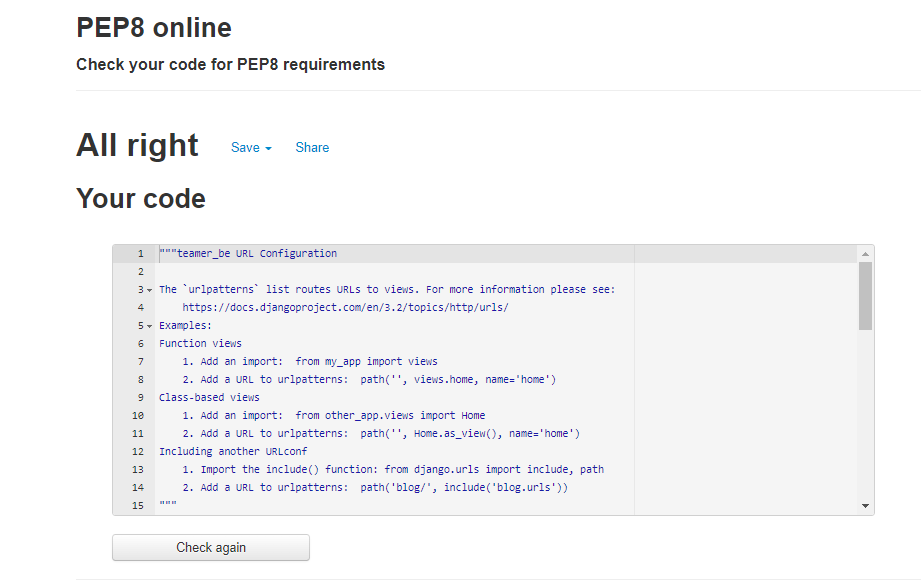 PEP8 online
Check your code for PEP8 requirements
All right Save Share
Your code
1 """teamer_be URL Configuration
2
3 The `urlpatterns` list routes URLs to views. For more information please see:
4 https://docs.djangoproject.com/en/3.2/topics/http/urls/
5 Examples:
6 Function views
7 1. Add an import:  from my_app import views
8 2. Add a URL to urlpatterns:  path('', views.home, name='home')
9 Class-based views
10 1. Add an import:  from other_app.views import Home
11 2. Add a URL to urlpatterns:  path('', Home.as_view(), name='home')
12 Including another URLconf
13 1. Import the include() function: from django.urls import include, path
14 2. Add a URL to urlpatterns:  path('blog/', include('blog.urls'))
15 """
Check again